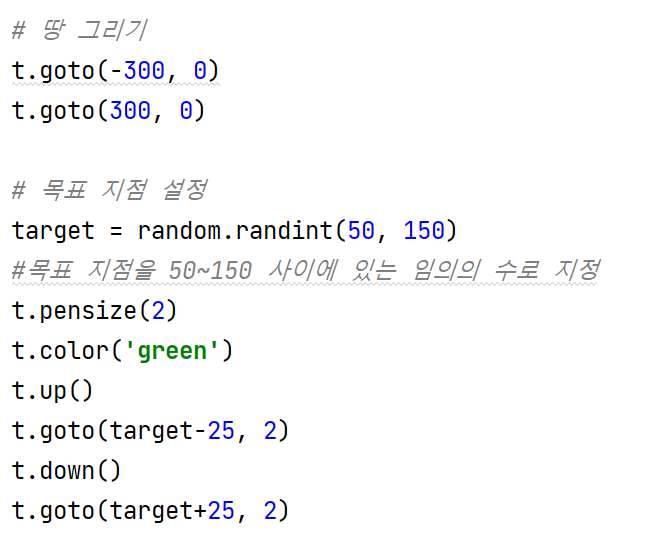 # 땅 그리기
t.goto(-300, 0)
t.goto(300, 0)
# 목표 지점 설정
target = random.randint(50, 150)
#목표 지점을 50~150 사이에 있는 임의의 수로 지정
t.pensize(2)
t.color('green')
t.up()
t.goto(target-25, 2)
t.down()
t.goto(target+25, 2)